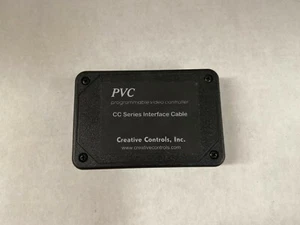 PVC
programmable video controller
CC Series Interface Cable
Creative Controls, Inc.
www.creativecontrols.com